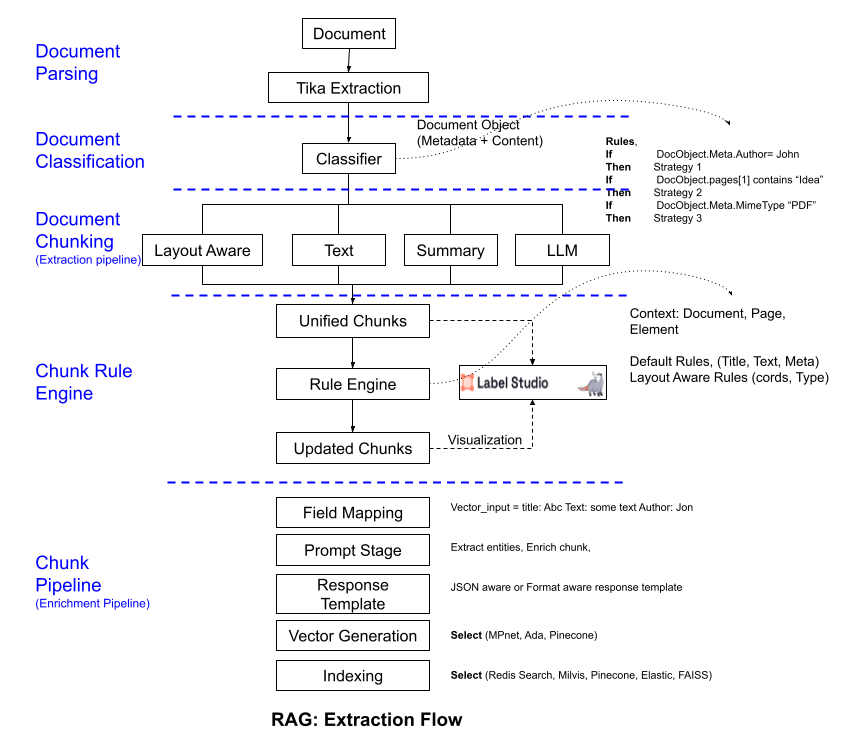 Document
Document
Parsing
Tika Extraction
Document
Classification
Document Object
(Metadata + Content)
Classifier
Rules,
If DocObject.Meta.Author= John
Then Strategy 1
If DocObject.pages[1] contains “Idea”
Then Strategy 2
If DocObject.Meta.MimeType “PDF”
Then Strategy 3
Document
Chunking
(Extraction pipeline)
Layout Aware
Text
Summary
LLM
Unified Chunks
Context: Document, Page,
Element
Default Rules, (Title, Text, Meta)
Layout Aware Rules (cords, Type)
Chunk Rule
Engine
Rule Engine
Label Studio
Updated Chunks
Visualization
Field Mapping
Vector_input = title: Abc Text: some text Author: Jon
Prompt Stage
Extract entities, Enrich chunk,
Chunk
Pipeline
(Enrichment Pipeline)
Response
Template
JSON aware or Format aware response template
Vector Generation
Select (MPnet, Ada, Pinecone)
Indexing
Select (Redis Search, Milvis, Pinecone, Elastic, FAISS)
RAG: Extraction Flow